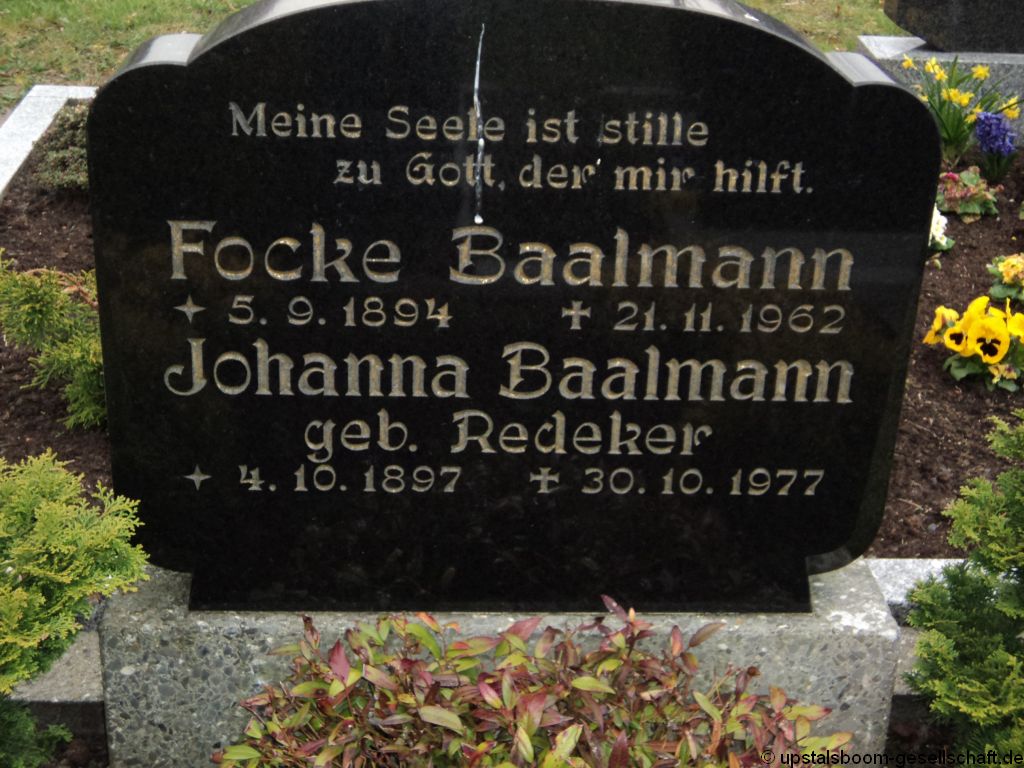 Meine Seele ist stille
zu Gott, der mir hilft.
Focke Baalmann
✦ 5. 9. 1894 ✝ 21. 11. 1962
Johanna Baalmann
geb. Redeker
✦ 4. 10. 1897 ✝ 30. 10. 1977
© upstalsboom-gesellschaft.de